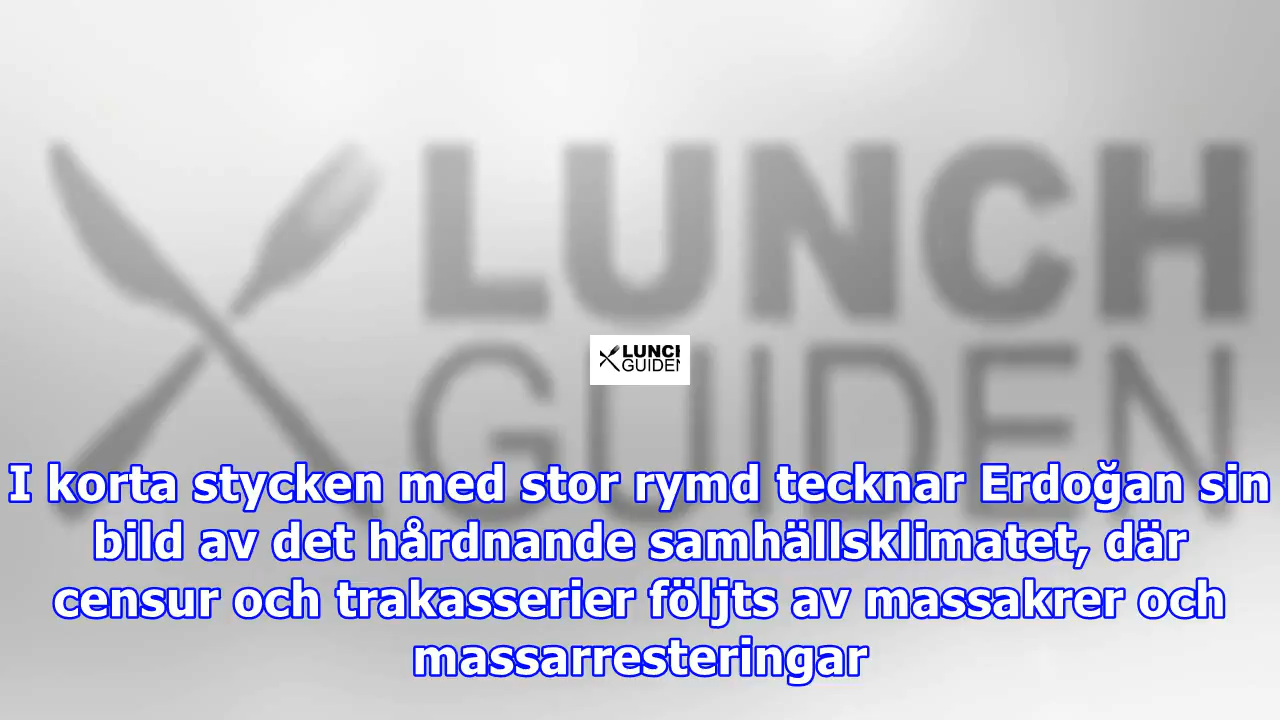 LUNCH
GUIDEN
LUNCH
GUIDEN
I korta stycken med stor rymd tecknar Erdoğan sin
bild av det hårdnande samhällsklimatet, där
censur och trakasserier följts av massakrer och
massarresteringar